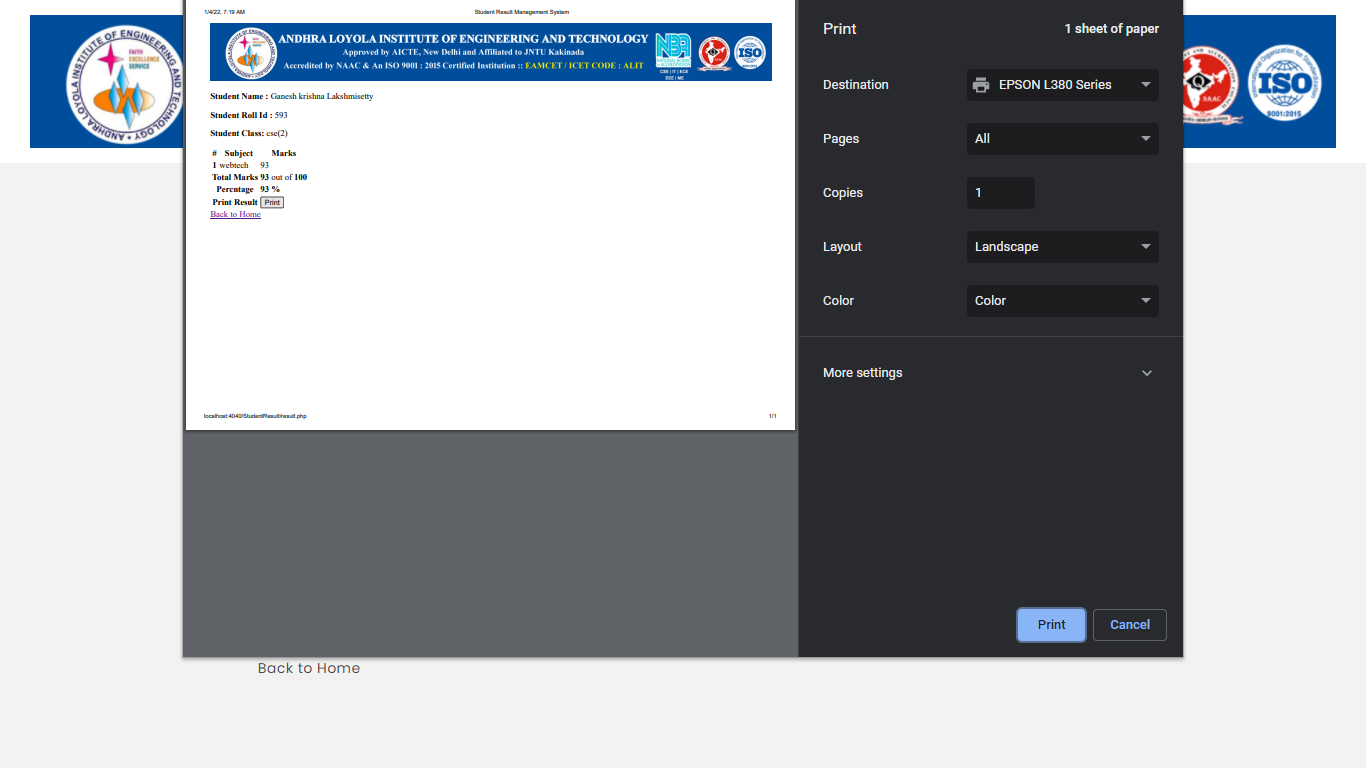 1/4/22, 7:19 AM Student Result Management System
ANDHRA LOYOLA INSTITUTE OF ENGINEERING AND TECHNOLOGY
Approved by AICTE, New Delhi and Affiliated to JNTU Kakinada
Accredited by NAAC & An ISO 9001 : 2015 Certified Institution :: EAMCET / ICET CODE : ALIT
NBA
CSE | IT | ECE
EEE | ME
NAAC
ISO
Student Name : Ganesh krishna Lakshmisetty
Student Roll Id : 593
Student Class: cse(2)
# Subject Marks
1 webtech 93
Total Marks 93 out of 100
Percntage 93 %
Print Result Print
Back to Home
localhost:4040/StudentResult/result.php 1/1
Print 1 sheet of paper
Destination EPSON L380 Series
Pages All
Copies 1
Layout Landscape
Color Color
More settings
Print Cancel
ANDHRA LOYOLA INSTITUTE OF ENGINEERING AND TECHNOLOGY
FAITH
EXCELLENCE
SERVICE
Q
NAAC
International Organization for Standardization
ISO
9001:2015
Back to Home